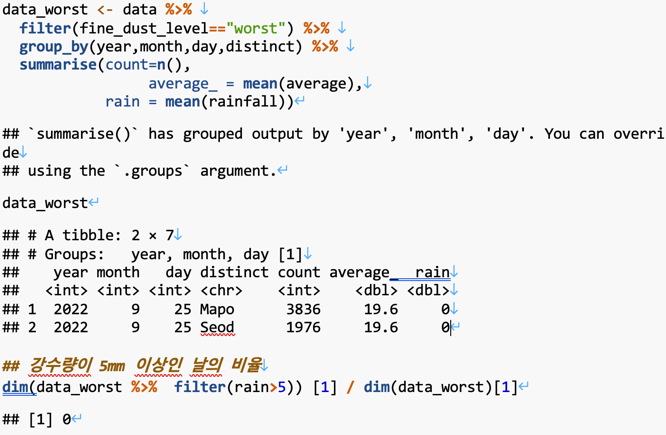 data_worst <- data %>% ↓
filter(fine_dust_level=="worst") %>% ↓
group_by(year,month,day,distinct) %>% ↓
summarise(count=n(),
average_ = mean(average),↓
rain = mean(rainfall))↵
## `summarise()` has grouped output by 'year', 'month', 'day'. You can overri
de↓
## using the `.groups` argument.↵
data_worst↵
## # A tibble: 2 × 7↓
## # Groups:   year, month, day [1]↓
##    year month   day distinct count average_  rain↓
##   <int> <int> <int> <chr>    <int>    <dbl> <dbl>↓
## 1  2022     9    25 Mapo      3836     19.6     0↓
## 2  2022     9    25 Seod      1976     19.6     0↵
## 강수량이 5mm 이상인 날의 비율↓
dim(data_worst %>%  filter(rain>5)) [1] / dim(data_worst)[1]↵
## [1] 0↵